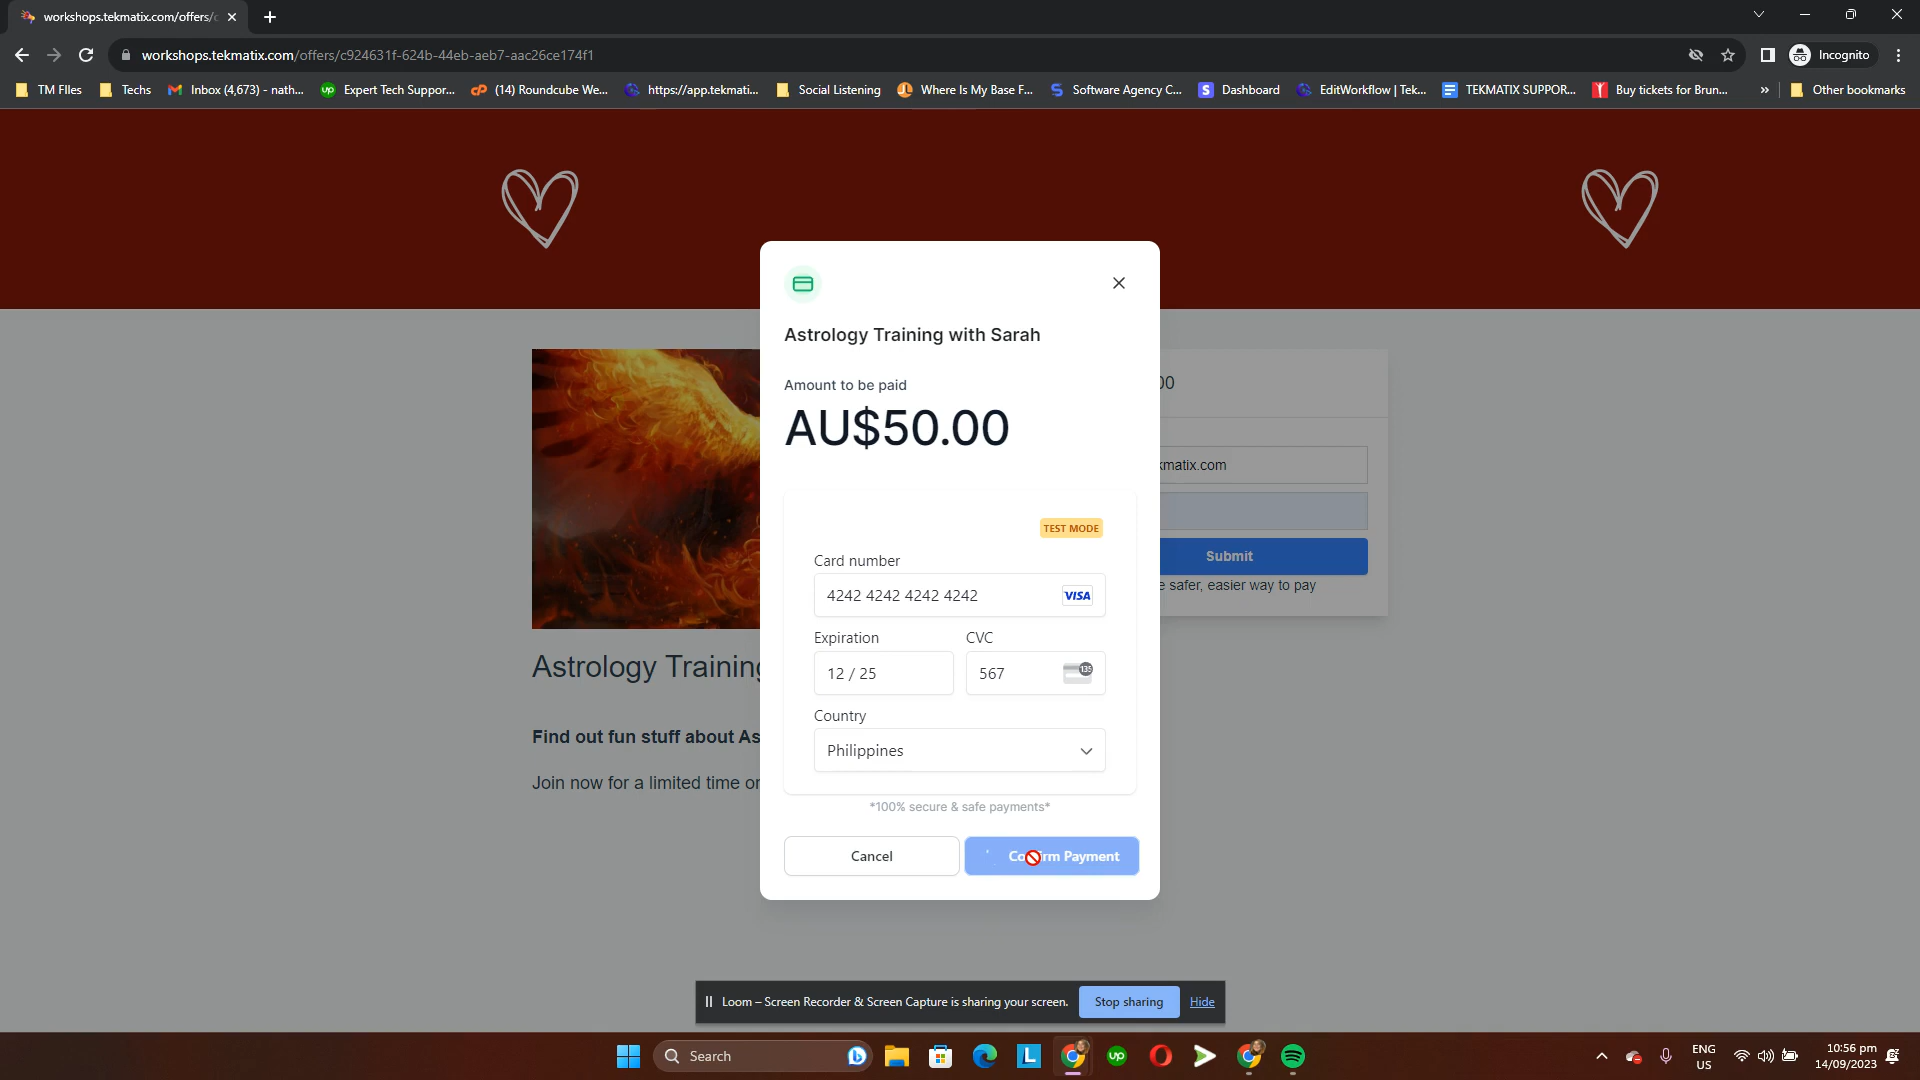 workshops.tekmatix.com/offers/
workshops.tekmatix.com/offers/c924631f-624b-44eb-aeb7-aac26ce174f1
Incognito
TM FIles
Techs
Inbox (4,673) - nath...
Expert Tech Suppor...
(14) Roundcube We...
https://app.tekmati...
Social Listening
Where Is My Base F...
Software Agency C...
Dashboard
EditWorkflow | Tek...
TEKMATIX SUPPOR...
Buy tickets for Brun...
»
Other bookmarks
Astrology Training with Sarah
Amount to be paid
AU$50.00
TEST MODE
Card number
4242 4242 4242 4242
VISA
Expiration
CVC
12 / 25
567
135
Country
Philippines
*100% secure & safe payments*
Cancel
Confirm Payment
00
kmatix.com
Submit
e safer, easier way to pay
Astrology Training
Find out fun stuff about As
Join now for a limited time or
Loom – Screen Recorder & Screen Capture is sharing your screen.
Stop sharing
Hide
Search
ENG
US
10:56 pm
14/09/2023